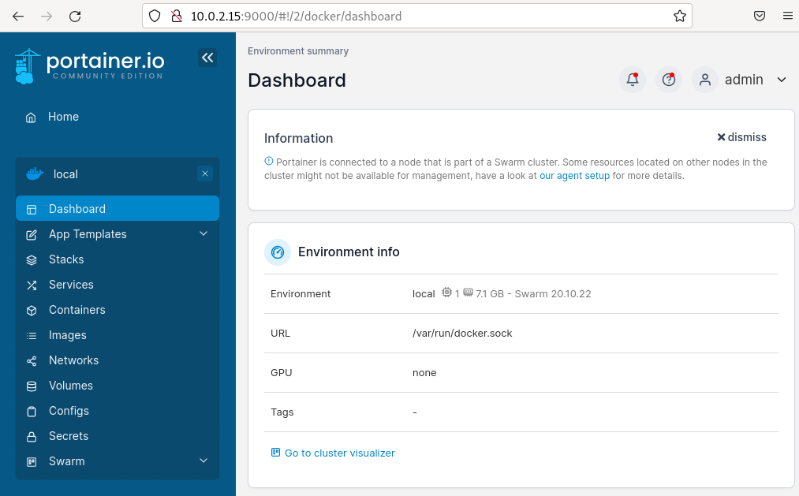 10.0.2.15:9000/#!/2/docker/dashboard
portainer.io
COMMUNITY EDITION
Home
local
Dashboard
App Templates
Stacks
Services
Containers
Images
Networks
Volumes
Configs
Secrets
Swarm
Environment summary
Dashboard
admin
Information
dismiss
Portainer is connected to a node that is part of a Swarm cluster. Some resources located on other nodes in the
cluster might not be available for management, have a look at our agent setup for more details.
Environment info
Environment local 1 7.1 GB - Swarm 20.10.22
URL /var/run/docker.sock
GPU none
Tags -
Go to cluster visualizer